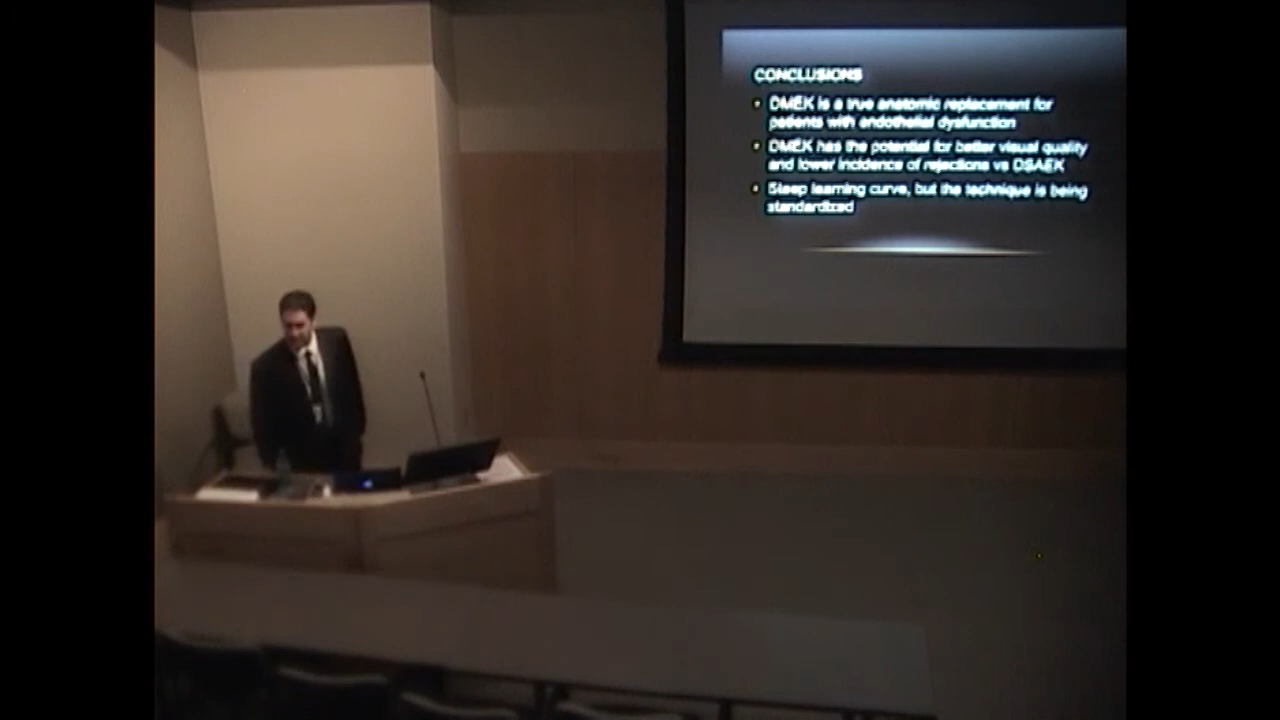 CONCLUSIONS
• DMEK is a true anatomic replacement for
patients with endothelial dysfunction
• DMEK has the potential for better visual quality
and lower incidence of rejections vs DSAEK
• Steep learning curve, but the technique is being
standardized